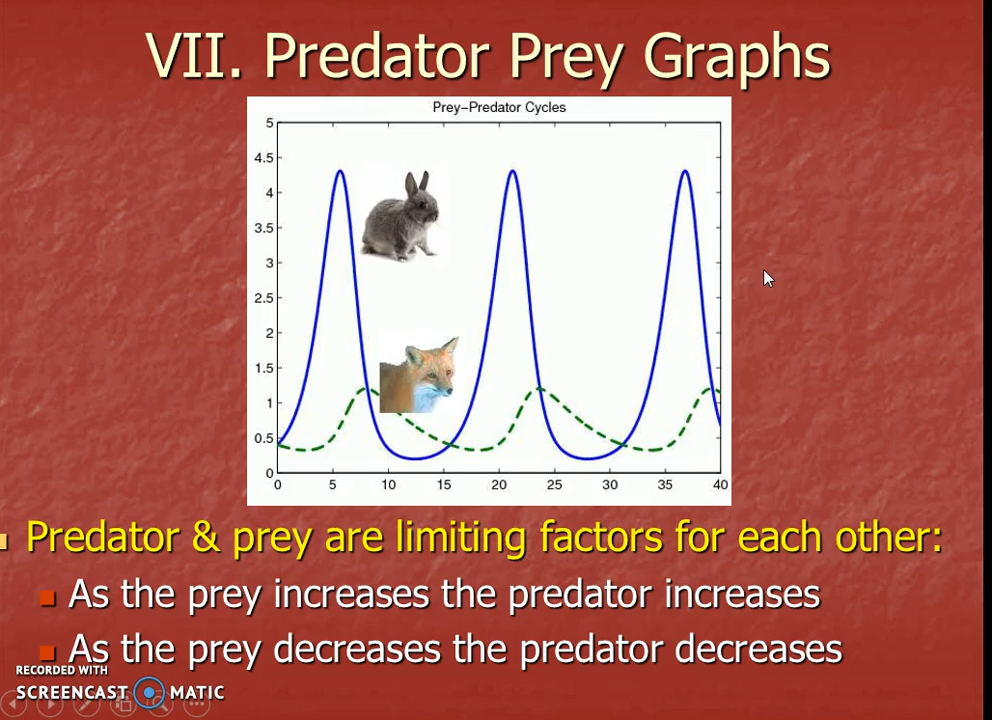 VII. Predator Prey Graphs
Prey–Predator Cycles
5
4.5
4
3.5
3
2.5
2
1.5
1
0.5
0
0 5 10 15 20 25 30 35 40
Predator & prey are limiting factors for each other:
As the prey increases the predator increases
As the prey decreases the predator decreases
RECORDED WITH
SCREENCAST MATIC